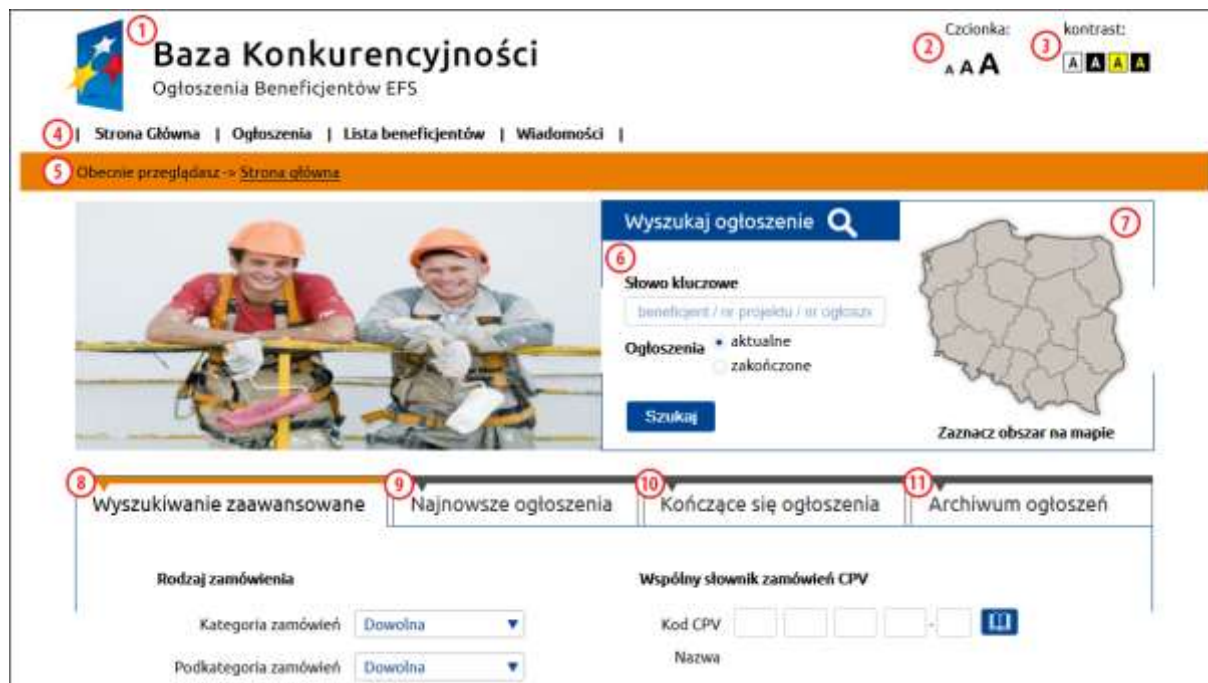 1
Baza Konkurencyjności
Ogłoszenia Beneficjentów EFS
2
Czcionka:
A A A
3
kontrast:
A A A A
4 | Strona Główna | Ogłoszenia | Lista beneficjentów | Wiadomości |
5 Obecnie przeglądasz -> Strona główna
Wyszukaj ogłoszenie
6
Słowo kluczowe
beneficjent / nr projektu / nr ogłosze
Ogłoszenia aktualne
zakończone
Szukaj
7
Zaznacz obszar na mapie
8 Wyszukiwanie zaawansowane
9 Najnowsze ogłoszenia
10 Kończące się ogłoszenia
11 Archiwum ogłoszeń
Rodzaj zamówienia
Kategoria zamówień Dowolna
Podkategoria zamówień Dowolna
Wspólny słownik zamówień CPV
Kod CPV -
Nazwa